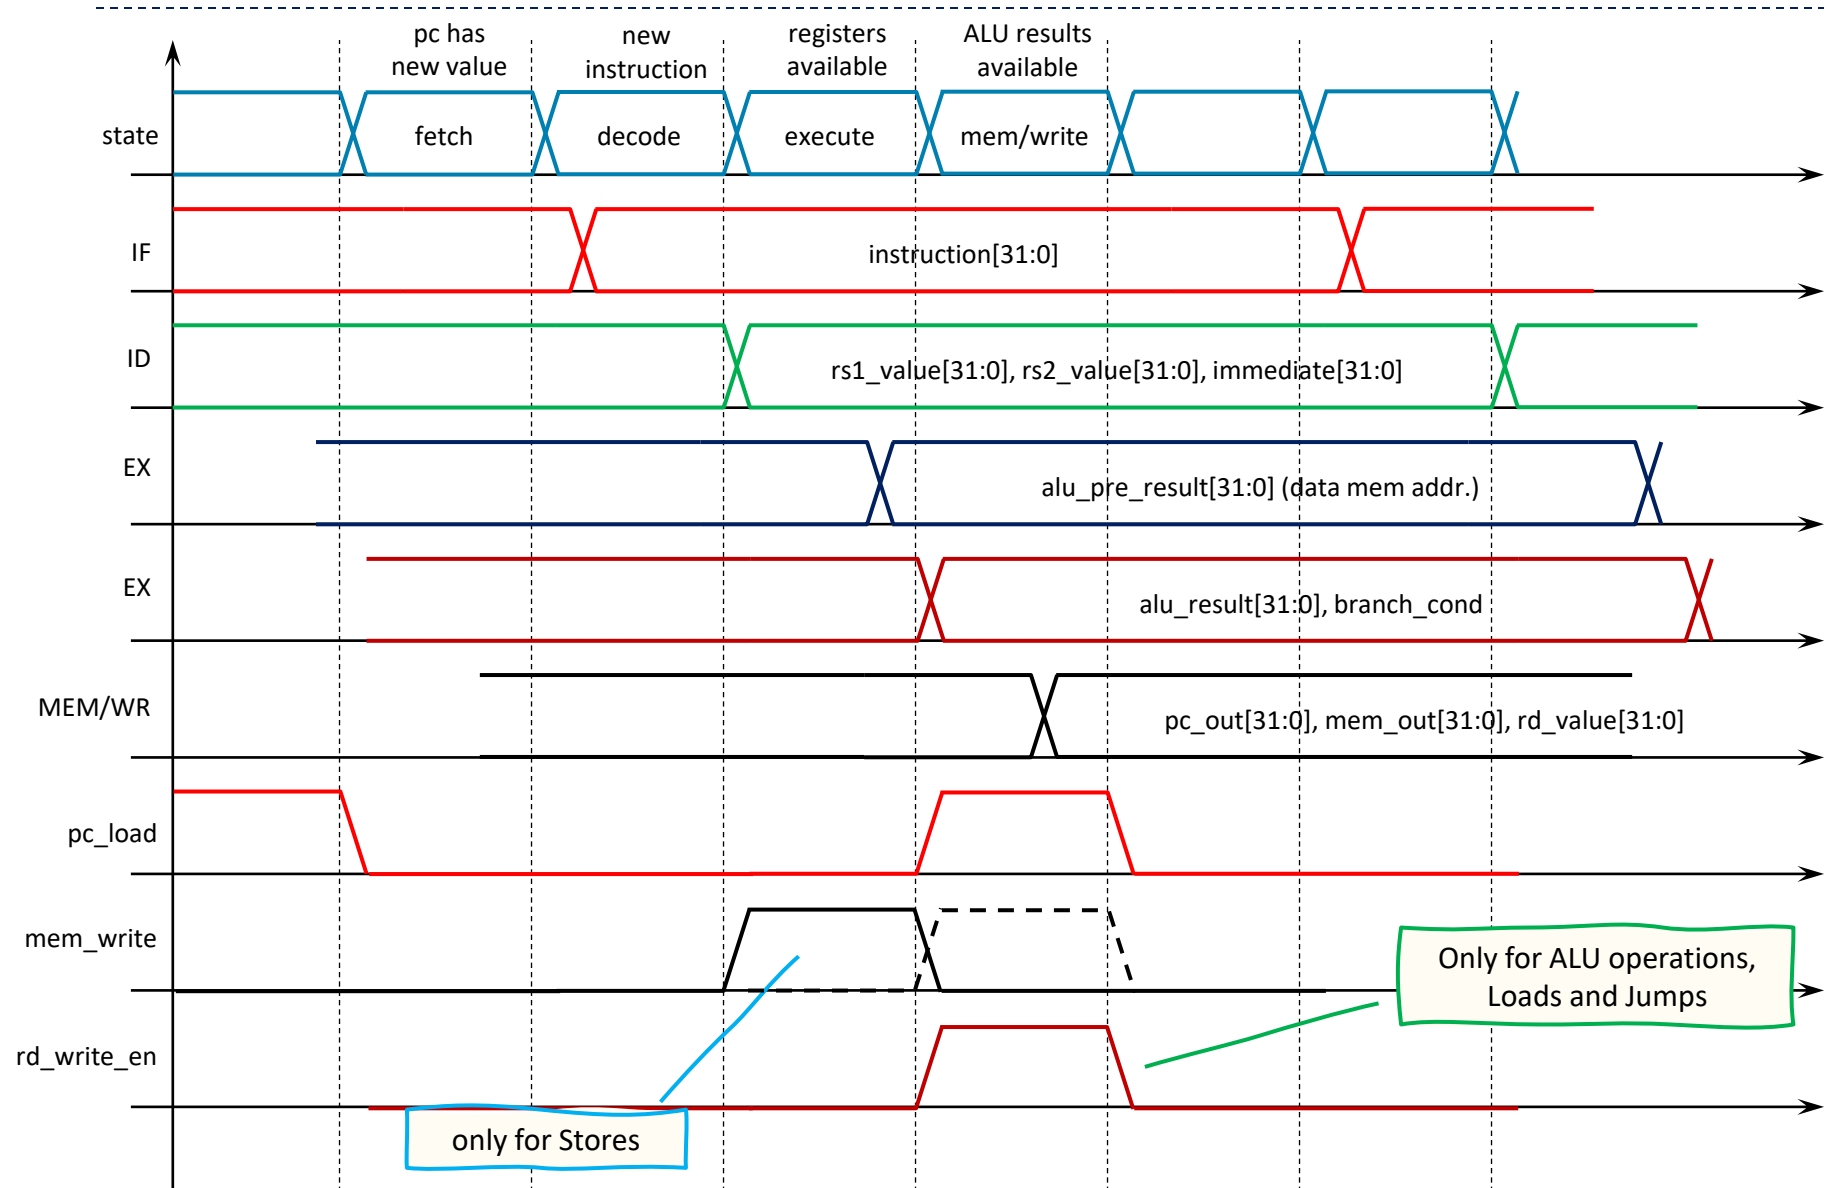 pc has
new value
new
instruction
registers
available
ALU results
available
state
fetch
decode
execute
mem/write
IF
instruction[31:0]
ID
rs1_value[31:0], rs2_value[31:0], immediate[31:0]
EX
alu_pre_result[31:0] (data mem addr.)
EX
alu_result[31:0], branch_cond
MEM/WR
pc_out[31:0], mem_out[31:0], rd_value[31:0]
pc_load
mem_write
Only for ALU operations,
Loads and Jumps
rd_write_en
only for Stores